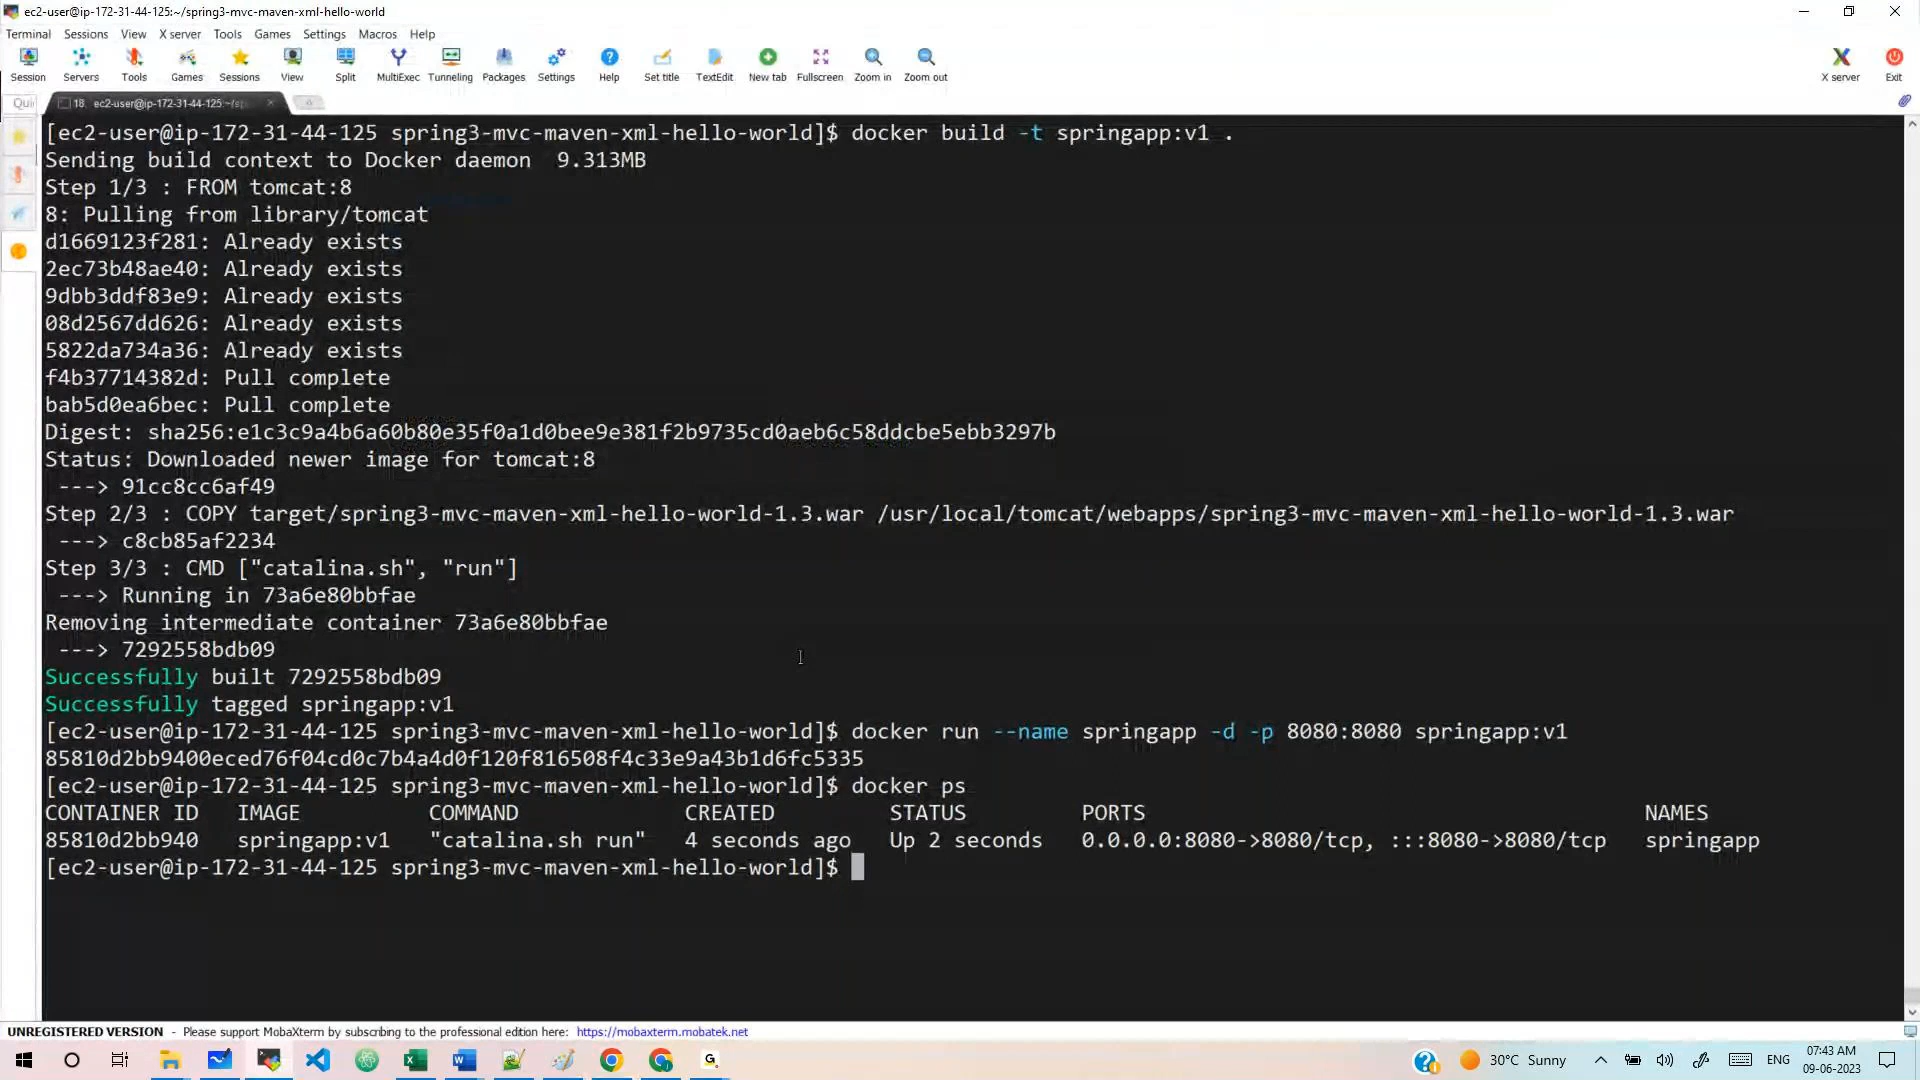 ec2-user@ip-172-31-44-125:~/spring3-mvc-maven-xml-hello-world
Terminal Sessions View X server Tools Games Settings Macros Help
Session Servers Tools Games Sessions View Split MultiExec Tunneling Packages Settings Help Set title TextEdit New tab Fullscreen Zoom in Zoom out X server Exit
18. ec2-user@ip-172-31-44-125:~/sp
[ec2-user@ip-172-31-44-125 spring3-mvc-maven-xml-hello-world]$ docker build -t springapp:v1 .
Sending build context to Docker daemon  9.313MB
Step 1/3 : FROM tomcat:8
8: Pulling from library/tomcat
d1669123f281: Already exists
2ec73b48ae40: Already exists
9dbb3ddf83e9: Already exists
08d2567dd626: Already exists
5822da734a36: Already exists
f4b37714382d: Pull complete
bab5d0ea6bec: Pull complete
Digest: sha256:e1c3c9a4b6a60b80e35f0a1d0bee9e381f2b9735cd0aeb6c58ddcbe5ebb3297b
Status: Downloaded newer image for tomcat:8
 ---> 91cc8cc6af49
Step 2/3 : COPY target/spring3-mvc-maven-xml-hello-world-1.3.war /usr/local/tomcat/webapps/spring3-mvc-maven-xml-hello-world-1.3.war
 ---> c8cb85af2234
Step 3/3 : CMD ["catalina.sh", "run"]
 ---> Running in 73a6e80bbfae
Removing intermediate container 73a6e80bbfae
 ---> 7292558bdb09
Successfully built 7292558bdb09
Successfully tagged springapp:v1
[ec2-user@ip-172-31-44-125 spring3-mvc-maven-xml-hello-world]$ docker run --name springapp -d -p 8080:8080 springapp:v1
85810d2bb9400eced76f04cd0c7b4a4d0f120f816508f4c33e9a43b1d6fc5335
[ec2-user@ip-172-31-44-125 spring3-mvc-maven-xml-hello-world]$ docker ps
CONTAINER ID   IMAGE   COMMAND   CREATED   STATUS   PORTS   NAMES
85810d2bb940   springapp:v1   "catalina.sh run"   4 seconds ago   Up 2 seconds   0.0.0.0:8080->8080/tcp, :::8080->8080/tcp   springapp
[ec2-user@ip-172-31-44-125 spring3-mvc-maven-xml-hello-world]$
UNREGISTERED VERSION - Please support MobaXterm by subscribing to the professional edition here: https://mobaxterm.mobatek.net
30°C Sunny ENG 07:43 AM
09-06-2023